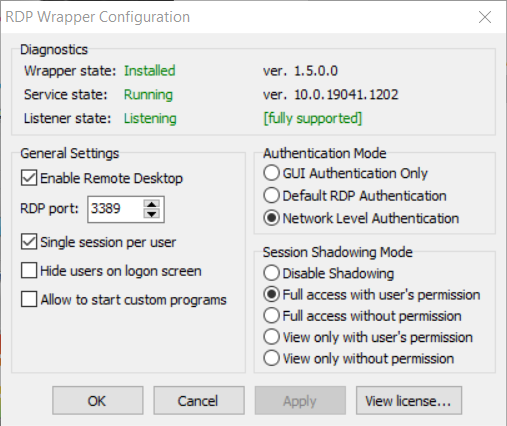 RDP Wrapper Configuration
Diagnostics
Wrapper state: Installed ver. 1.5.0.0
Service state: Running ver. 10.0.19041.1202
Listener state: Listening [fully supported]
General Settings
Enable Remote Desktop
RDP port: 3389
Single session per user
Hide users on logon screen
Allow to start custom programs
Authentication Mode
GUI Authentication Only
Default RDP Authentication
Network Level Authentication
Session Shadowing Mode
Disable Shadowing
Full access with user's permission
Full access without permission
View only with user's permission
View only without permission
OK Cancel Apply View license...